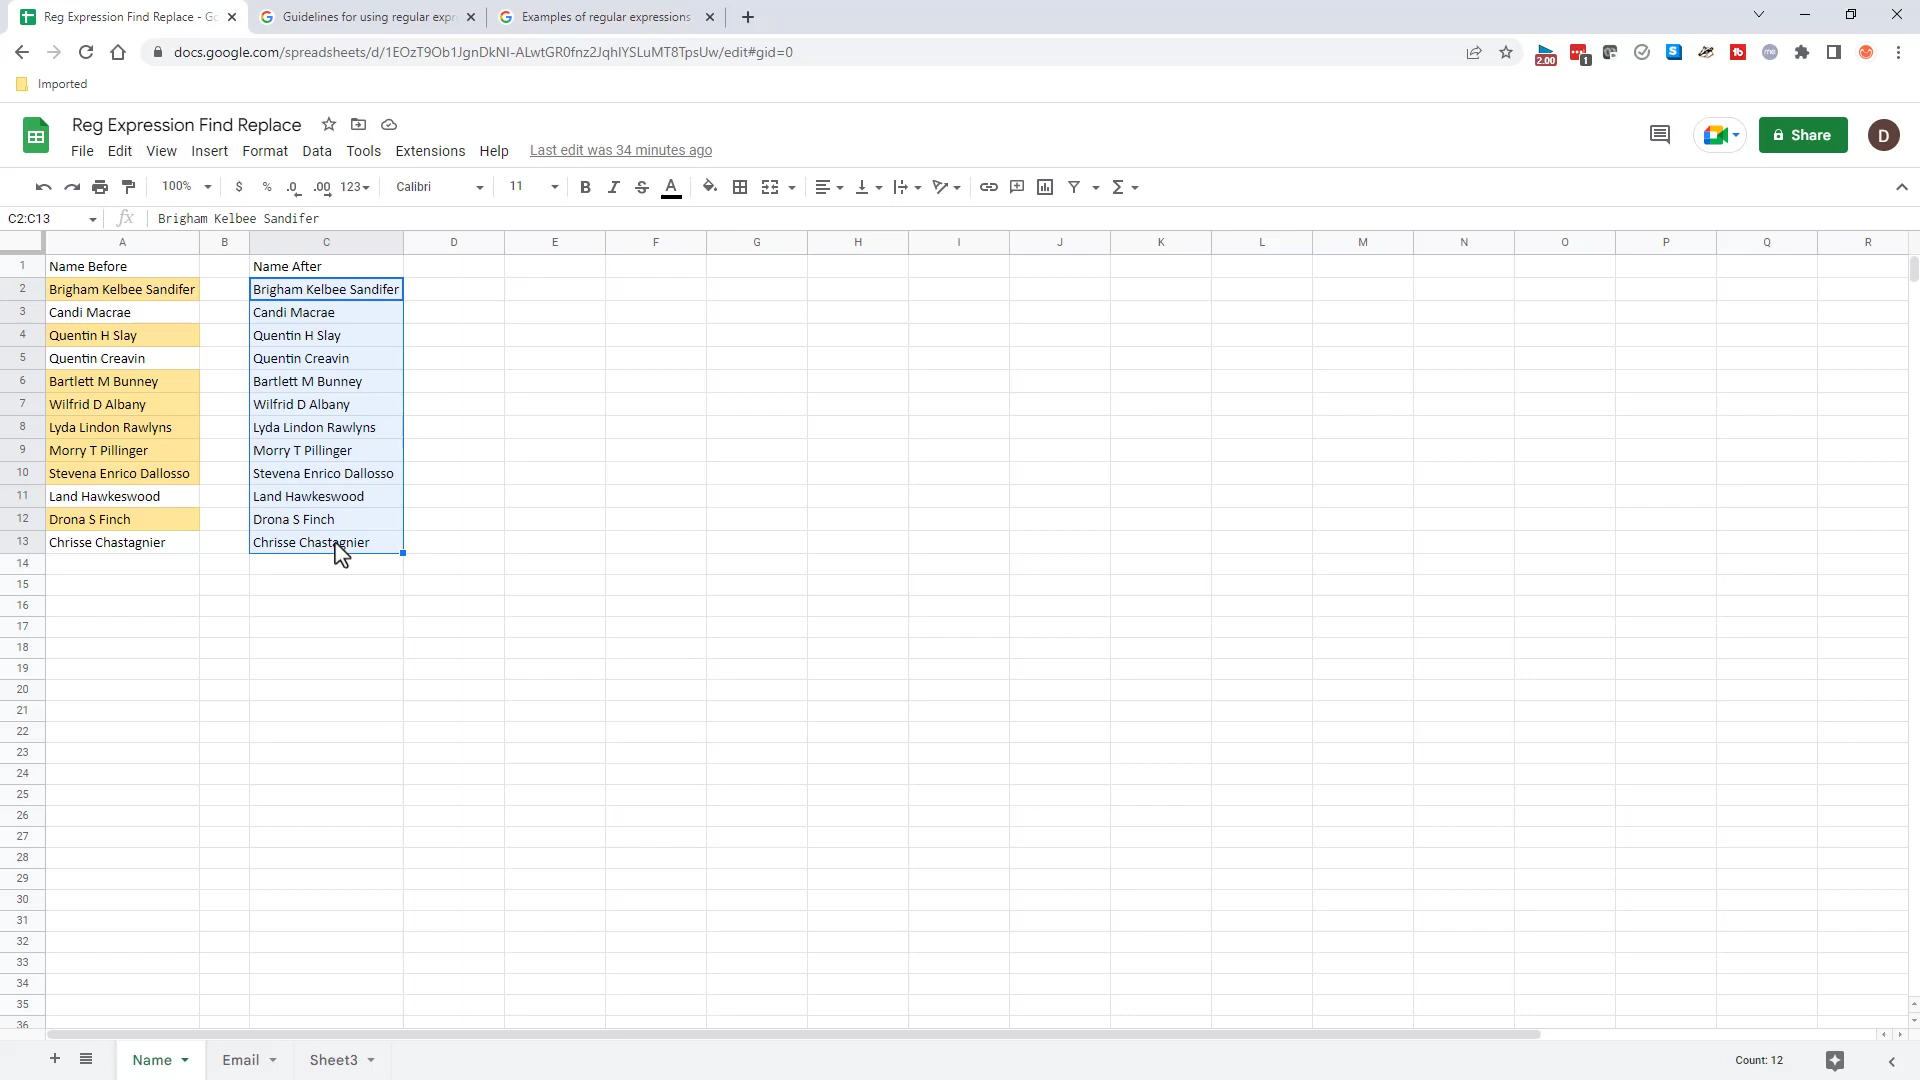 Reg Expression Find Replace - Go
Guidelines for using regular expr
Examples of regular expressions
docs.google.com/spreadsheets/d/1EOzT9Ob1JgnDkNI-ALwtGR0fnz2JqhIYSLuMT8TpsUw/edit#gid=0
2.00
1
Imported
Reg Expression Find Replace
File Edit View Insert Format Data Tools Extensions Help Last edit was 34 minutes ago
Share
D
100% $ % .0 .00 123 Calibri 11 B I S A Σ
C2:C13 fx Brigham Kelbee Sandifer
A B C D E F G H I J K L M N O P Q R
1 Name Before Name After
2 Brigham Kelbee Sandifer Brigham Kelbee Sandifer
3 Candi Macrae Candi Macrae
4 Quentin H Slay Quentin H Slay
5 Quentin Creavin Quentin Creavin
6 Bartlett M Bunney Bartlett M Bunney
7 Wilfrid D Albany Wilfrid D Albany
8 Lyda Lindon Rawlyns Lyda Lindon Rawlyns
9 Morry T Pillinger Morry T Pillinger
10 Stevena Enrico Dallosso Stevena Enrico Dallosso
11 Land Hawkeswood Land Hawkeswood
12 Drona S Finch Drona S Finch
13 Chrisse Chastagnier Chrisse Chastagnier
14
15
16
17
18
19
20
21
22
23
24
25
26
27
28
29
30
31
32
33
34
35
36
Name Email Sheet3 Count: 12